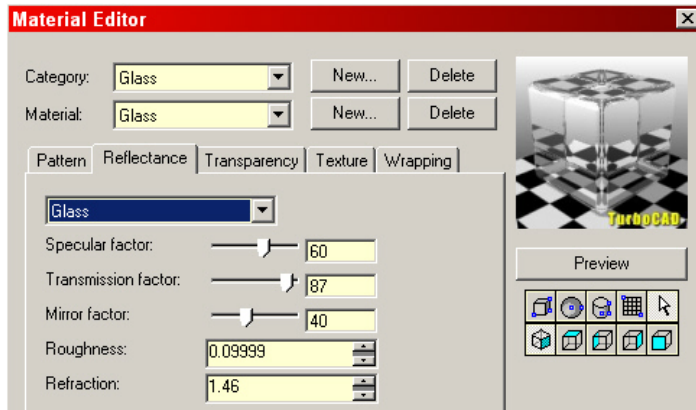 Material Editor
Category: Glass New... Delete
Material: Glass New... Delete
Pattern Reflectance Transparency Texture Wrapping
Glass
Specular factor: 60
Transmission factor: 87
Mirror factor: 40
Roughness: 0.09999
Refraction: 1.46
TurboCAD
Preview